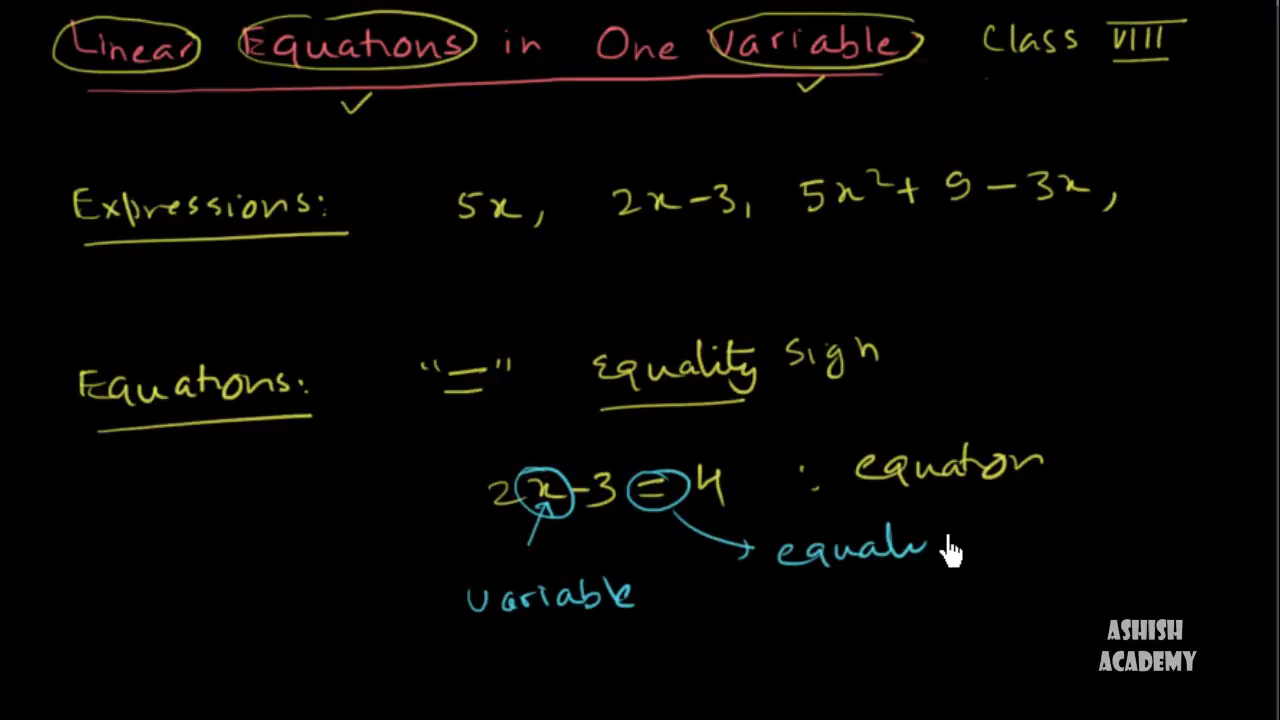 Linear Equations in One Variable Class VIII
Expressions: 5x, 2x-3, 5x²+ 9-3x,
Equations: "=" Equality Sign
2x-3=4 : equation
variable equali
ASHISH
ACADEMY